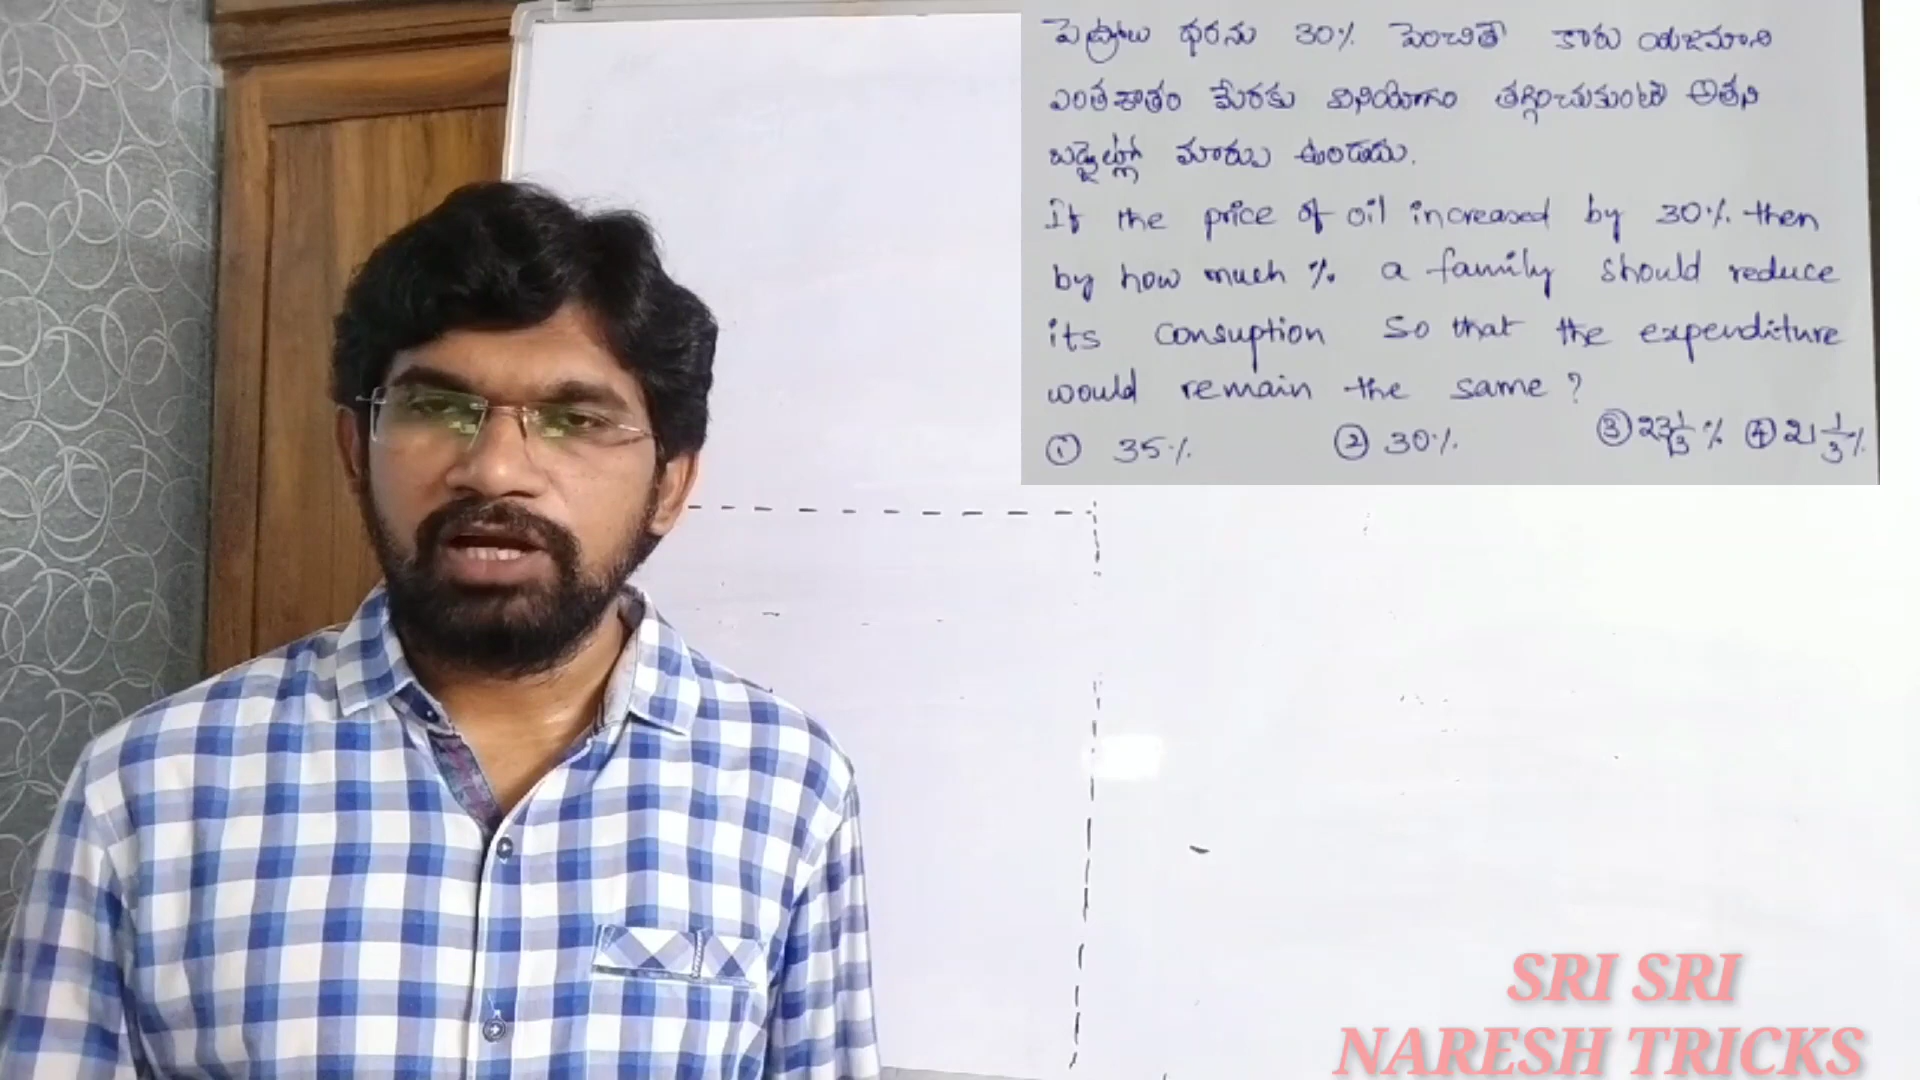 పెట్రోలు ధరను 30% పెంచితే కారు యజమాని
ఎంతశాతం మేరకు వినియోగం తగ్గించుకుంటే అతని
బడ్జెట్లో మార్పు ఉండదు.
If the price of oil increased by 30% then
by how much % a family should reduce
its consuption so that the expenditure
would remain the same ?
① 35% ② 30% ③ 23 1/13 % ④ 21 1/3 %
SRI SRI
NARESH TRICKS